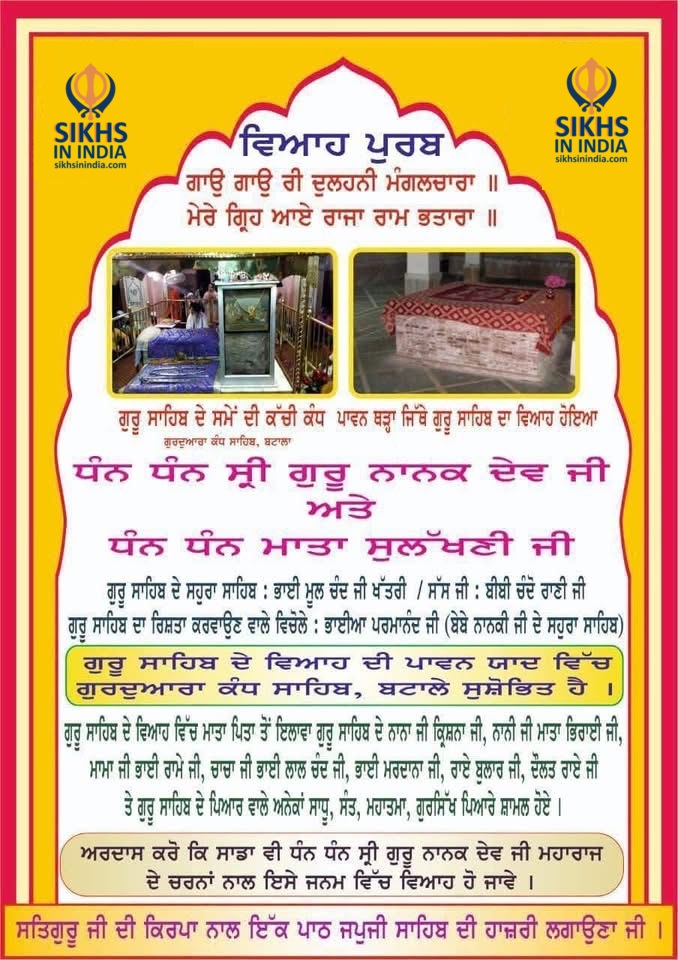 SIKHS
IN INDIA
sikhsinindia.com
SIKHS
IN INDIA
sikhsinindia.com
ਵਿਆਹ ਪੁਰਬ
ਗਾਉ ਗਾਉ ਰੀ ਦੁਲਹਨੀ ਮੰਗਲਚਾਰਾ ॥
ਮੇਰੇ ਗ੍ਰਿਹ ਆਏ ਰਾਜਾ ਰਾਮ ਭਤਾਰਾ ॥
ਗੁਰੂ ਸਾਹਿਬ ਦੇ ਸਮੇਂ ਦੀ ਕੱਚੀ ਕੰਧ
ਗੁਰਦੁਆਰਾ ਕੰਧ ਸਾਹਿਬ, ਬਟਾਲਾ
ਪਾਵਨ ਥੜ੍ਹਾ ਜਿੱਥੇ ਗੁਰੂ ਸਾਹਿਬ ਦਾ ਵਿਆਹ ਹੋਇਆ
ਧੰਨ ਧੰਨ ਸ੍ਰੀ ਗੁਰੂ ਨਾਨਕ ਦੇਵ ਜੀ
ਅਤੇ
ਧੰਨ ਧੰਨ ਮਾਤਾ ਸੁਲੱਖਣੀ ਜੀ
ਗੁਰੂ ਸਾਹਿਬ ਦੇ ਸਹੁਰਾ ਸਾਹਿਬ : ਭਾਈ ਮੂਲ ਚੰਦ ਜੀ ਖੱਤਰੀ / ਸੱਸ ਜੀ : ਬੀਬੀ ਚੰਦੋ ਰਾਣੀ ਜੀ
ਗੁਰੂ ਸਾਹਿਬ ਦਾ ਰਿਸ਼ਤਾ ਕਰਵਾਉਣ ਵਾਲੇ ਵਿਚੋਲੇ : ਭਾਈਆ ਪਰਮਾਨੰਦ ਜੀ (ਬੇਬੇ ਨਾਨਕੀ ਜੀ ਦੇ ਸਹੁਰਾ ਸਾਹਿਬ)
ਗੁਰੂ ਸਾਹਿਬ ਦੇ ਵਿਆਹ ਦੀ ਪਾਵਨ ਯਾਦ ਵਿੱਚ
ਗੁਰਦੁਆਰਾ ਕੰਧ ਸਾਹਿਬ, ਬਟਾਲੇ ਸੁਸ਼ੋਭਿਤ ਹੈ ।
ਗੁਰੂ ਸਾਹਿਬ ਦੇ ਵਿਆਹ ਵਿੱਚ ਮਾਤਾ ਪਿਤਾ ਤੋਂ ਇਲਾਵਾ ਗੁਰੂ ਸਾਹਿਬ ਦੇ ਨਾਨਾ ਜੀ ਕ੍ਰਿਸ਼ਨਾ ਜੀ, ਨਾਨੀ ਜੀ ਮਾਤਾ ਭਿਰਾਈ ਜੀ,
ਮਾਮਾ ਜੀ ਭਾਈ ਰਾਮੇ ਜੀ, ਚਾਚਾ ਜੀ ਭਾਈ ਲਾਲ ਚੰਦ ਜੀ, ਭਾਈ ਮਰਦਾਨਾ ਜੀ, ਰਾਏ ਬੁਲਾਰ ਜੀ, ਦੌਲਤ ਰਾਏ ਜੀ
ਤੇ ਗੁਰੂ ਸਾਹਿਬ ਦੇ ਪਿਆਰ ਵਾਲੇ ਅਨੇਕਾਂ ਸਾਧੂ, ਸੰਤ, ਮਹਾਤਮਾ, ਗੁਰਸਿੱਖ ਪਿਆਰੇ ਸ਼ਾਮਲ ਹੋਏ ।
ਅਰਦਾਸ ਕਰੋ ਕਿ ਸਾਡਾ ਵੀ ਧੰਨ ਧੰਨ ਸ੍ਰੀ ਗੁਰੂ ਨਾਨਕ ਦੇਵ ਜੀ ਮਹਾਰਾਜ
ਦੇ ਚਰਨਾਂ ਨਾਲ ਇਸੇ ਜਨਮ ਵਿੱਚ ਵਿਆਹ ਹੋ ਜਾਵੇ ।
ਸਤਿਗੁਰੂ ਜੀ ਦੀ ਕਿਰਪਾ ਨਾਲ ਇੱਕ ਪਾਠ ਜਪੁਜੀ ਸਾਹਿਬ ਦੀ ਹਾਜ਼ਰੀ ਲਗਾਉਣਾ ਜੀ ।